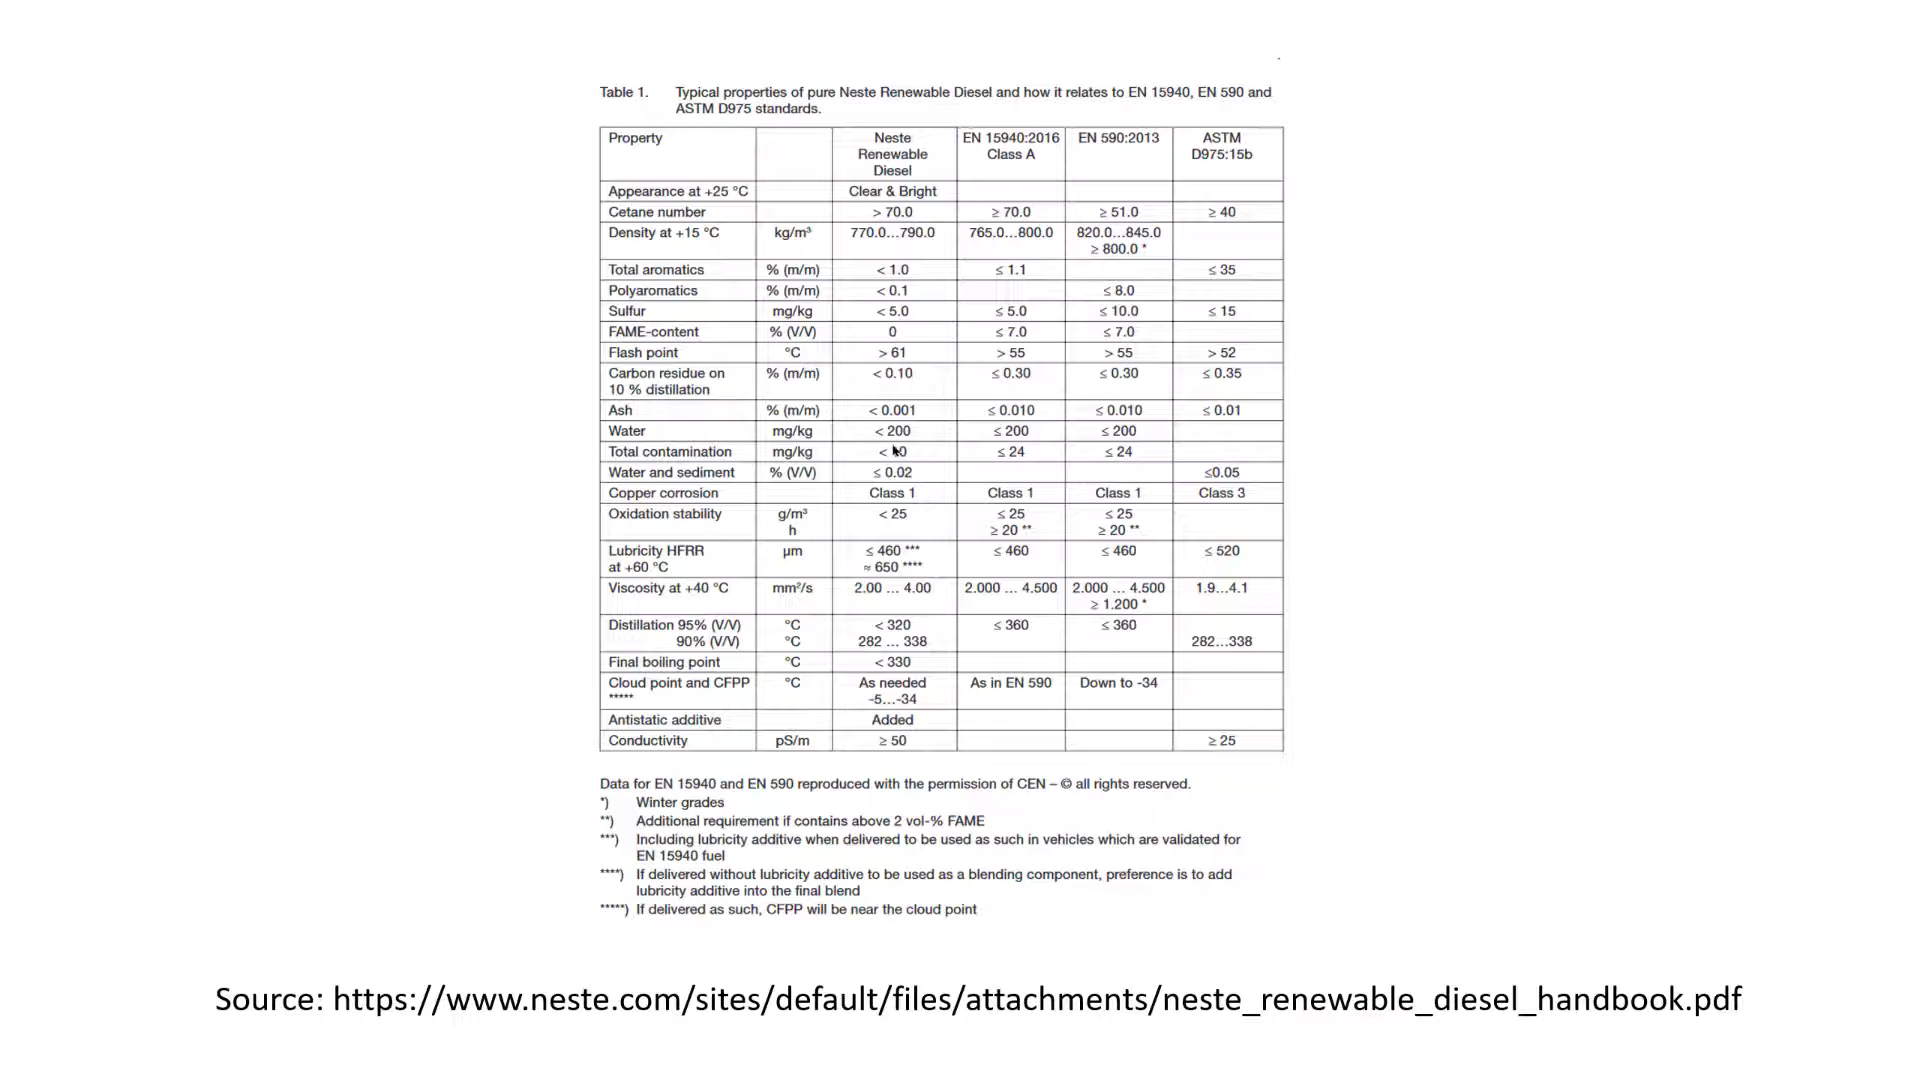 Table 1. Typical properties of pure Neste Renewable Diesel and how it relates to EN 15940, EN 590 and
ASTM D975 standards.
Property Neste Renewable Diesel EN 15940:2016 Class A EN 590:2013 ASTM D975:15b
Appearance at +25 °C Clear & Bright
Cetane number > 70.0 ≥ 70.0 ≥ 51.0 ≥ 40
Density at +15 °C kg/m³ 770.0...790.0 765.0...800.0 820.0...845.0
≥ 800.0 *
Total aromatics % (m/m) < 1.0 ≤ 1.1 ≤ 35
Polyaromatics % (m/m) < 0.1 ≤ 8.0
Sulfur mg/kg < 5.0 ≤ 5.0 ≤ 10.0 ≤ 15
FAME-content % (V/V) 0 ≤ 7.0 ≤ 7.0
Flash point °C > 61 > 55 > 55 > 52
Carbon residue on % (m/m) < 0.10 ≤ 0.30 ≤ 0.30 ≤ 0.35
10 % distillation
Ash % (m/m) < 0.001 ≤ 0.010 ≤ 0.010 ≤ 0.01
Water mg/kg < 200 ≤ 200 ≤ 200
Total contamination mg/kg < ≤ 24 ≤ 24
Water and sediment % (V/V) ≤ 0.02 ≤0.05
Copper corrosion Class 1 Class 1 Class 1 Class 3
Oxidation stability g/m³ < 25 ≤ 25 ≤ 25
h ≥ 20 ** ≥ 20 **
Lubricity HFRR µm ≤ 460 *** ≤ 460 ≤ 460 ≤ 520
at +60 °C ≈ 650 ****
Viscosity at +40 °C mm²/s 2.00 ... 4.00 2.000 ... 4.500 2.000 ... 4.500 1.9...4.1
≥ 1.200 *
Distillation 95% (V/V) °C < 320 ≤ 360 ≤ 360
90% (V/V) °C 282 ... 338 282...338
Final boiling point °C < 330
Cloud point and CFPP °C As needed As in EN 590 Down to -34
***** -5...-34
Antistatic additive Added
Conductivity pS/m ≥ 50 ≥ 25
Data for EN 15940 and EN 590 reproduced with the permission of CEN – © all rights reserved.
*) Winter grades
**) Additional requirement if contains above 2 vol-% FAME
***) Including lubricity additive when delivered to be used as such in vehicles which are validated for
EN 15940 fuel
****) If delivered without lubricity additive to be used as a blending component, preference is to add
lubricity additive into the final blend
*****) If delivered as such, CFPP will be near the cloud point
Source: https://www.neste.com/sites/default/files/attachments/neste_renewable_diesel_handbook.pdf